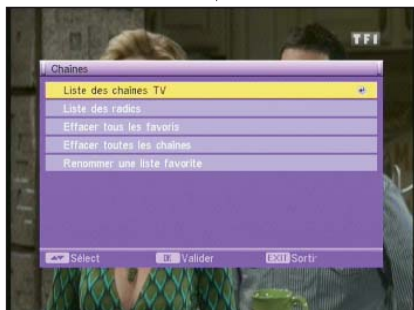 TF1
Chaînes
Liste des chaînes TV
Liste des radios
Effacer tous les favoris
Effacer toutes les chaînes
Renommer une liste favorite
Sélect OK Valider EXIT Sortir